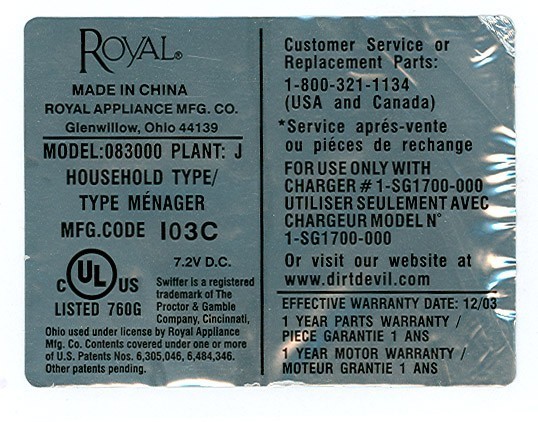 ROYAL®
MADE IN CHINA
ROYAL APPLIANCE MFG. CO.
Glenwillow, Ohio 44139
MODEL:083000 PLANT: J
HOUSEHOLD TYPE/
TYPE MÉNAGER
MFG.CODE I03C
7.2V D.C.
C UL US
LISTED 760G
Swiffer is a registered
trademark of The
Proctor & Gamble
Company, Cincinnati,
Ohio used under license by Royal Appliance
Mfg. Co. Contents covered under one or more
of U.S. Patents Nos. 6,305,046, 6,484,346.
Other patents pending.
Customer Service or
Replacement Parts:
1-800-321-1134
(USA and Canada)
*Service aprés-vente
ou piéces de rechange
FOR USE ONLY WITH
CHARGER # 1-SG1700-000
UTILISER SEULEMENT AVEC
CHARGEUR MODEL N°
1-SG1700-000
Or visit our website at
www.dirtdevil.com
EFFECTIVE WARRANTY DATE: 12/03
1 YEAR PARTS WARRANTY /
PIECE GARANTIE 1 ANS
1 YEAR MOTOR WARRANTY /
MOTEUR GRANTIE 1 ANS